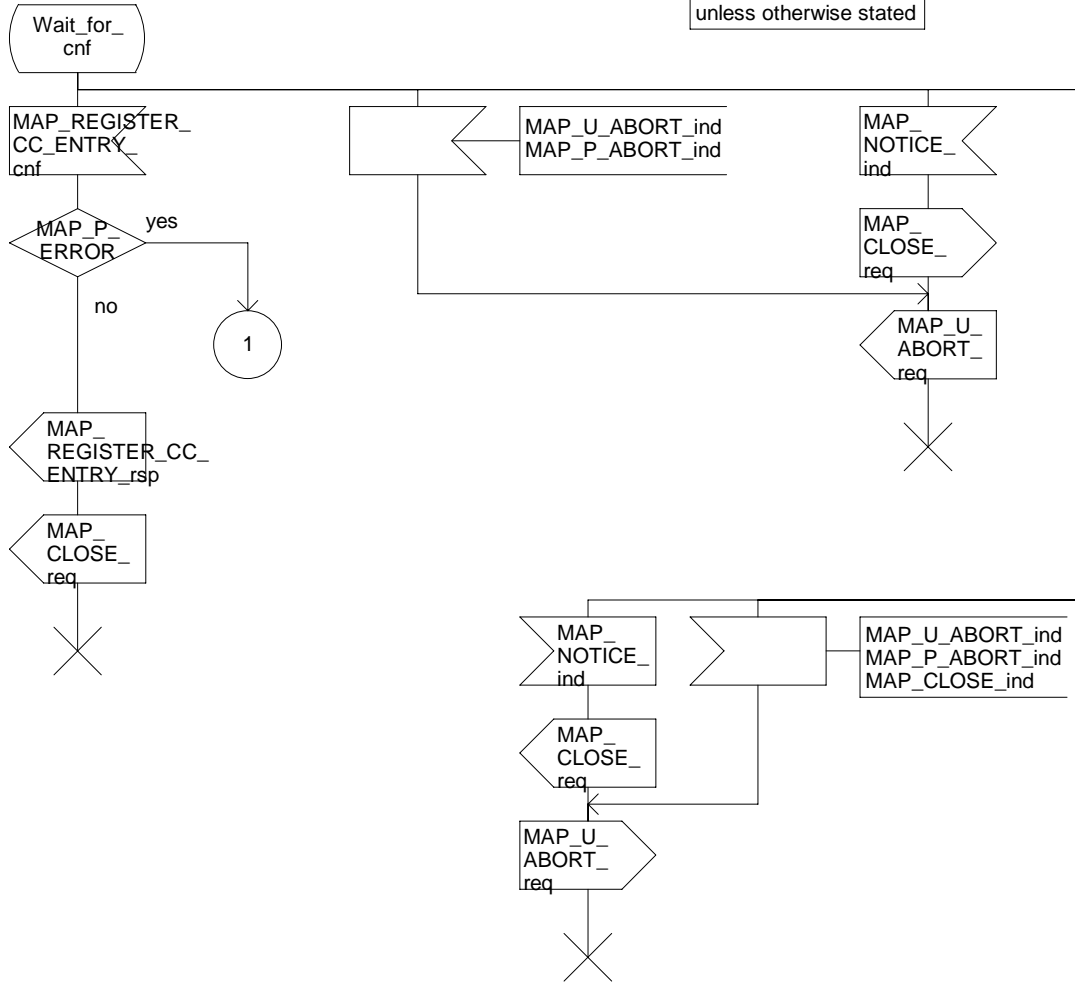 unless otherwise stated
Wait_for_
cnf
MAP_REGISTER_
CC_ENTRY_
cnf
MAP_U_ABORT_ind
MAP_P_ABORT_ind
MAP_
NOTICE_
ind
MAP_P_
ERROR
yes
no
1
MAP_
CLOSE_
req
MAP_U_
ABORT_
req
MAP_
REGISTER_CC_
ENTRY_rsp
MAP_
CLOSE_
req
MAP_
NOTICE_
ind
MAP_U_ABORT_ind
MAP_P_ABORT_ind
MAP_CLOSE_ind
MAP_
CLOSE_
req
MAP_U_
ABORT_
req